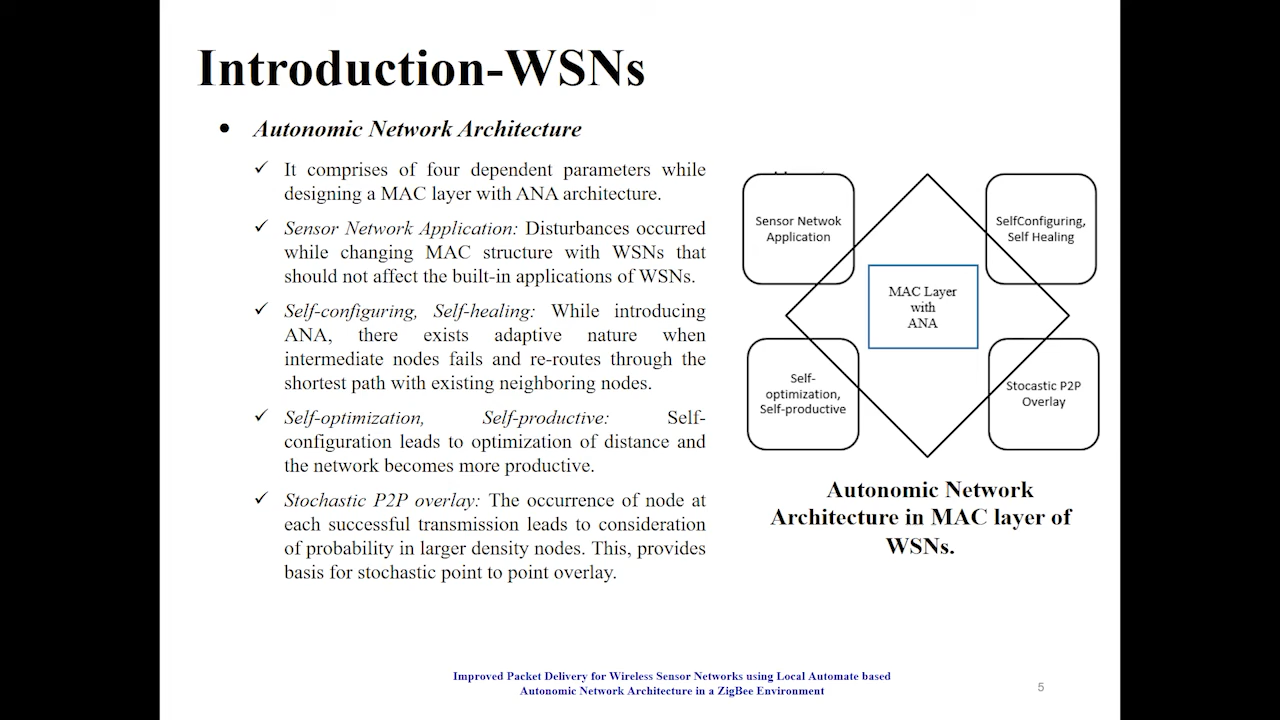 Introduction-WSNs
• Autonomic Network Architecture
✓ It comprises of four dependent parameters while
designing a MAC layer with ANA architecture.
✓ Sensor Network Application: Disturbances occurred
while changing MAC structure with WSNs that
should not affect the built-in applications of WSNs.
✓ Self-configuring, Self-healing: While introducing
ANA, there exists adaptive nature when
intermediate nodes fails and re-routes through the
shortest path with existing neighboring nodes.
✓ Self-optimization, Self-productive: Self-
configuration leads to optimization of distance and
the network becomes more productive.
✓ Stochastic P2P overlay: The occurrence of node at
each successful transmission leads to consideration
of probability in larger density nodes. This, provides
basis for stochastic point to point overlay.
Sensor Netwok
Application
SelfConfiguring,
Self Healing
MAC Layer
with
ANA
Self-
optimization,
Self-productive
Stocastic P2P
Overlay
Autonomic Network
Architecture in MAC layer of
WSNs.
Improved Packet Delivery for Wireless Sensor Networks using Local Automate based
Autonomic Network Architecture in a ZigBee Environment
5